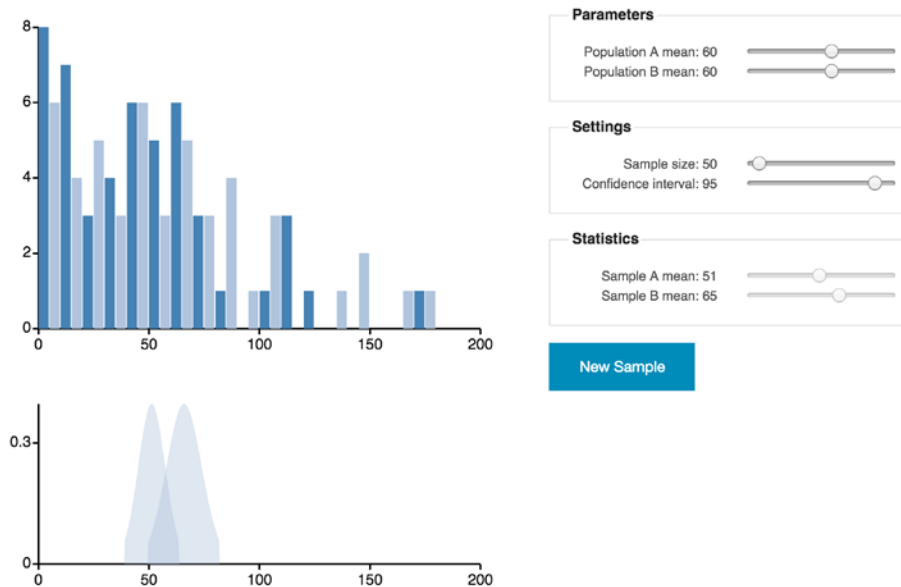 8
6
4
2
0
0 50 100 150 200
0.3
0
0 50 100 150 200
Parameters
Population A mean: 60
Population B mean: 60
Settings
Sample size: 50
Confidence interval: 95
Statistics
Sample A mean: 51
Sample B mean: 65
New Sample